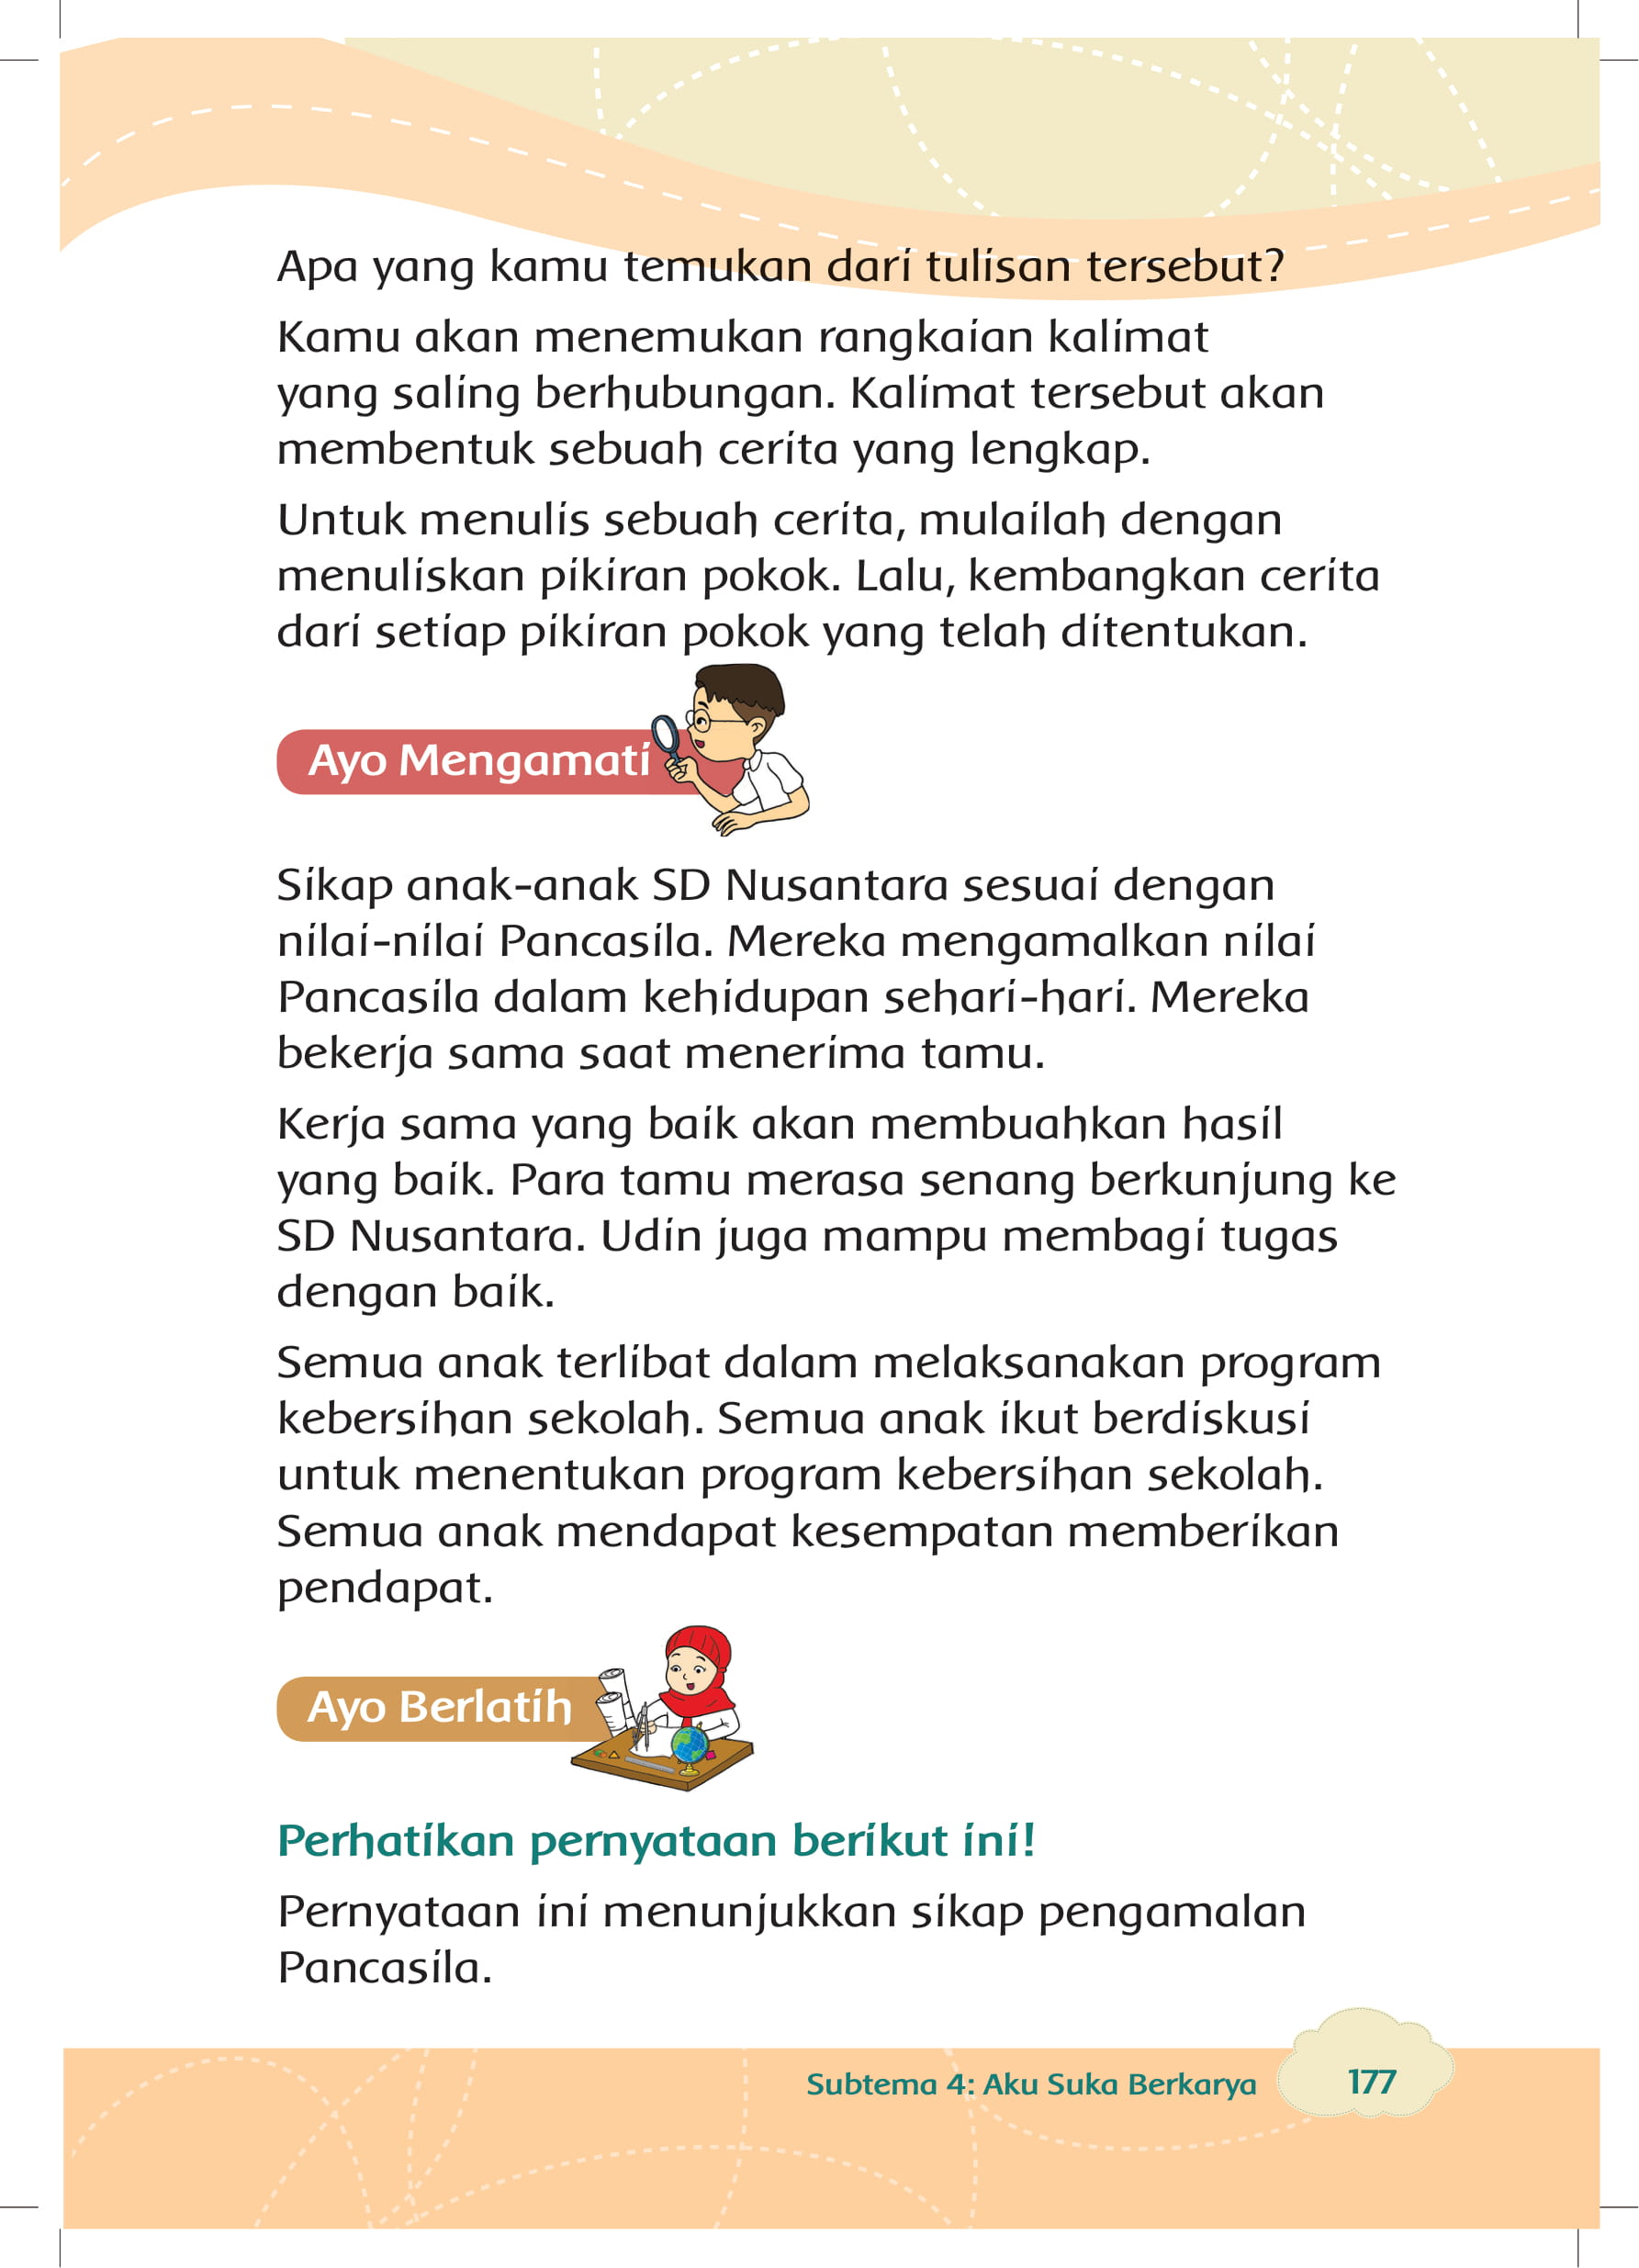 Apa yang kamu temukan dari tulisan tersebut?
Kamu akan menemukan rangkaian kalimat
yang saling berhubungan. Kalimat tersebut akan
membentuk sebuah cerita yang lengkap.
Untuk menulis sebuah cerita, mulailah dengan
menuliskan pikiran pokok. Lalu, kembangkan cerita
dari setiap pikiran pokok yang telah ditentukan.
Ayo Mengamati
Sikap anak-anak SD Nusantara sesuai dengan
nilai-nilai Pancasila. Mereka mengamalkan nilai
Pancasila dalam kehidupan sehari-hari. Mereka
bekerja sama saat menerima tamu.
Kerja sama yang baik akan membuahkan hasil
yang baik. Para tamu merasa senang berkunjung ke
SD Nusantara. Udin juga mampu membagi tugas
dengan baik.
Semua anak terlibat dalam melaksanakan program
kebersihan sekolah. Semua anak ikut berdiskusi
untuk menentukan program kebersihan sekolah.
Semua anak mendapat kesempatan memberikan
pendapat.
Ayo Berlatih
Perhatikan pernyataan berikut ini!
Pernyataan ini menunjukkan sikap pengamalan
Pancasila.
Subtema 4: Aku Suka Berkarya
177